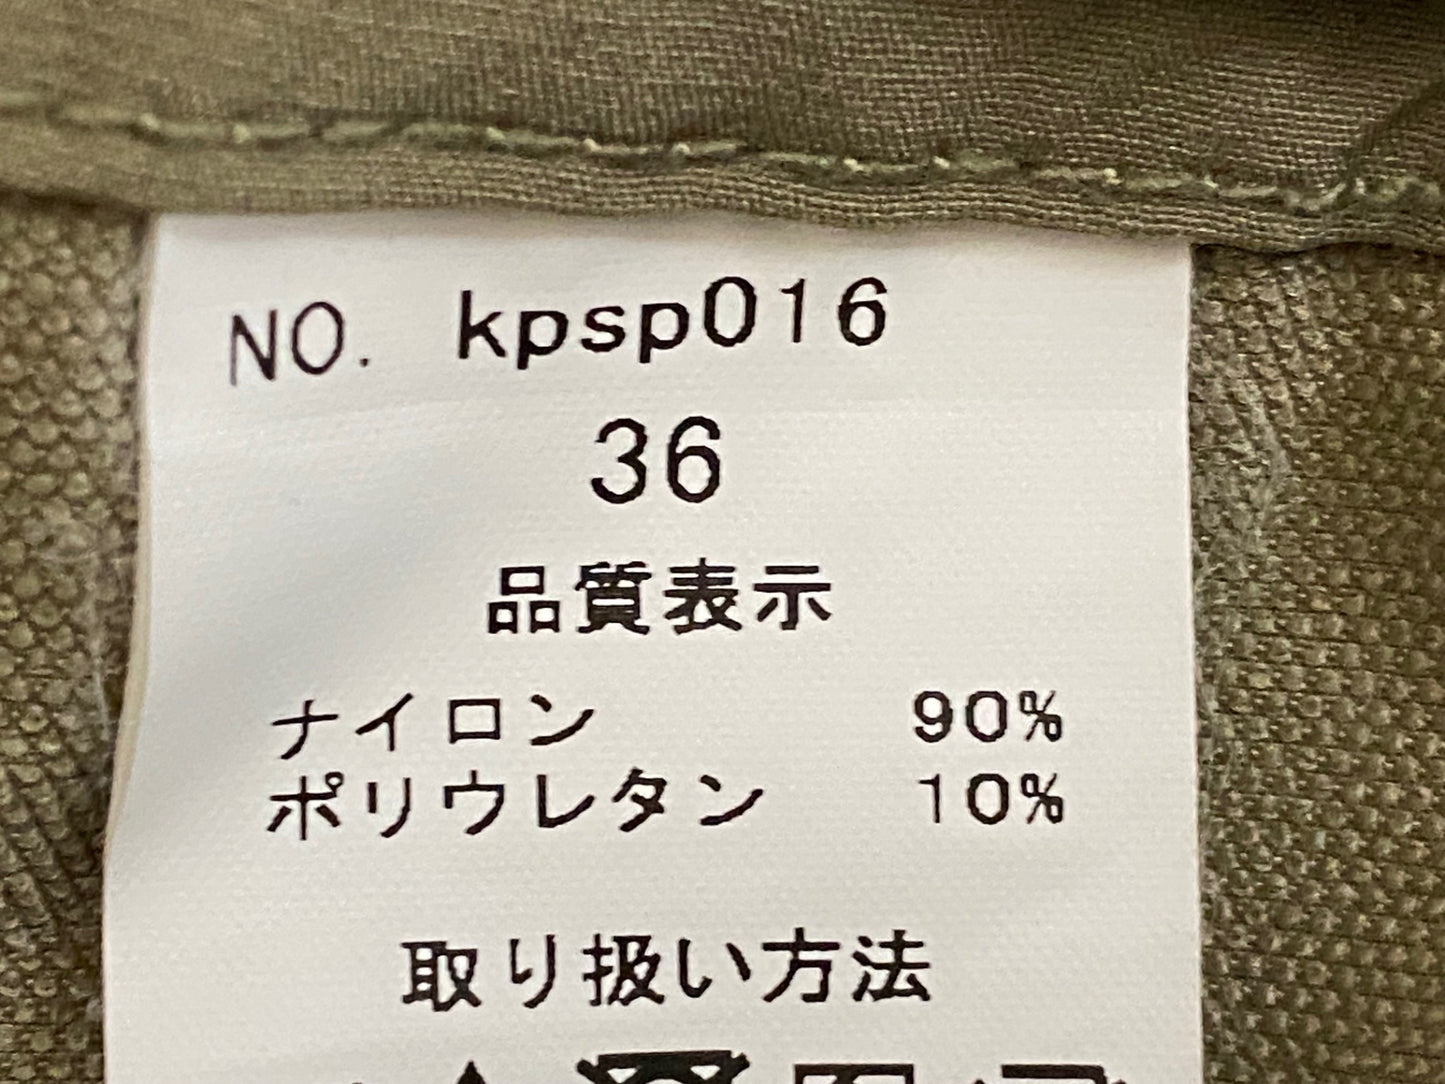 NO. kpsp016
36
品質表示
ナイロン 90%
ポリウレタン 10%
取り扱い方法